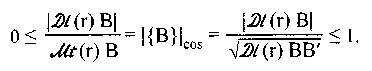 0 ≤ |𝒟ℓ (r) B| / 𝓜t (r) B = |{B}|cos = |𝒟ℓ (r) B| / √𝒟ℓ (r) BB′ ≤ 1.